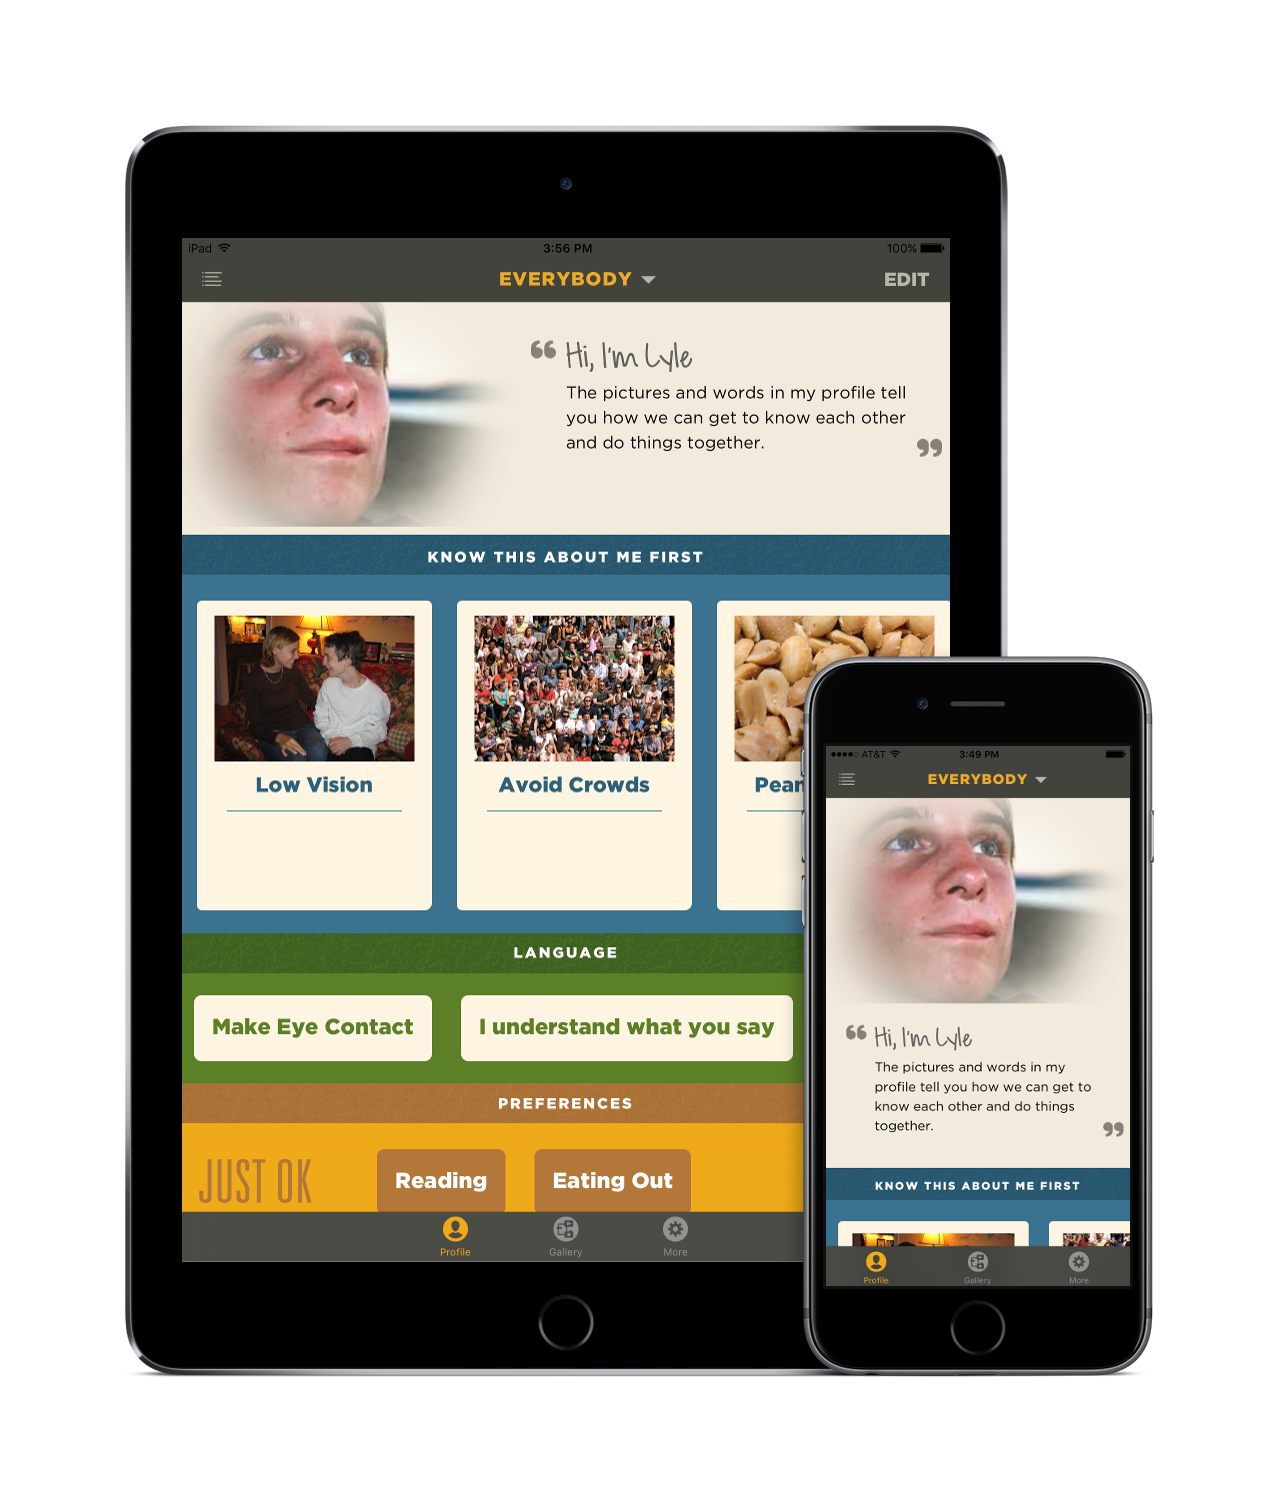 iPad 3:56 PM 100%
EVERYBODY EDIT
“ Hi, I'm Lyle
The pictures and words in my profile tell
you how we can get to know each other
and do things together. ”
KNOW THIS ABOUT ME FIRST
Low Vision Avoid Crowds
LANGUAGE
Make Eye Contact I understand what you say
PREFERENCES
JUST OK Reading Eating Out
Profile Gallery More
AT&T 3:49 PM
EVERYBODY
“ Hi, I'm Lyle
The pictures and words in my
profile tell you how we can get to
know each other and do things
together. ”
KNOW THIS ABOUT ME FIRST
Profile Gallery More